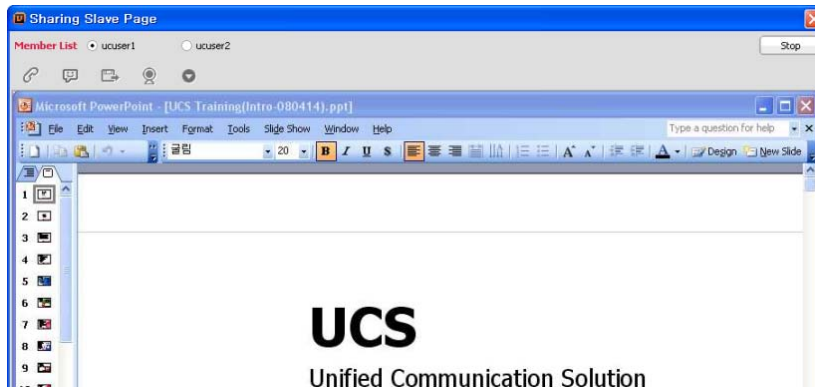 Sharing Slave Page
Member List ucuser1 ucuser2 Stop
Microsoft PowerPoint - [UCS Training(Intro-080414).ppt]
File Edit View Insert Format Tools Slide Show Window Help Type a question for help
굴림 20 B I U S A A A Design New Slide
1
2
3
4
5
6
7
8
9
UCS
Unified Communication Solution